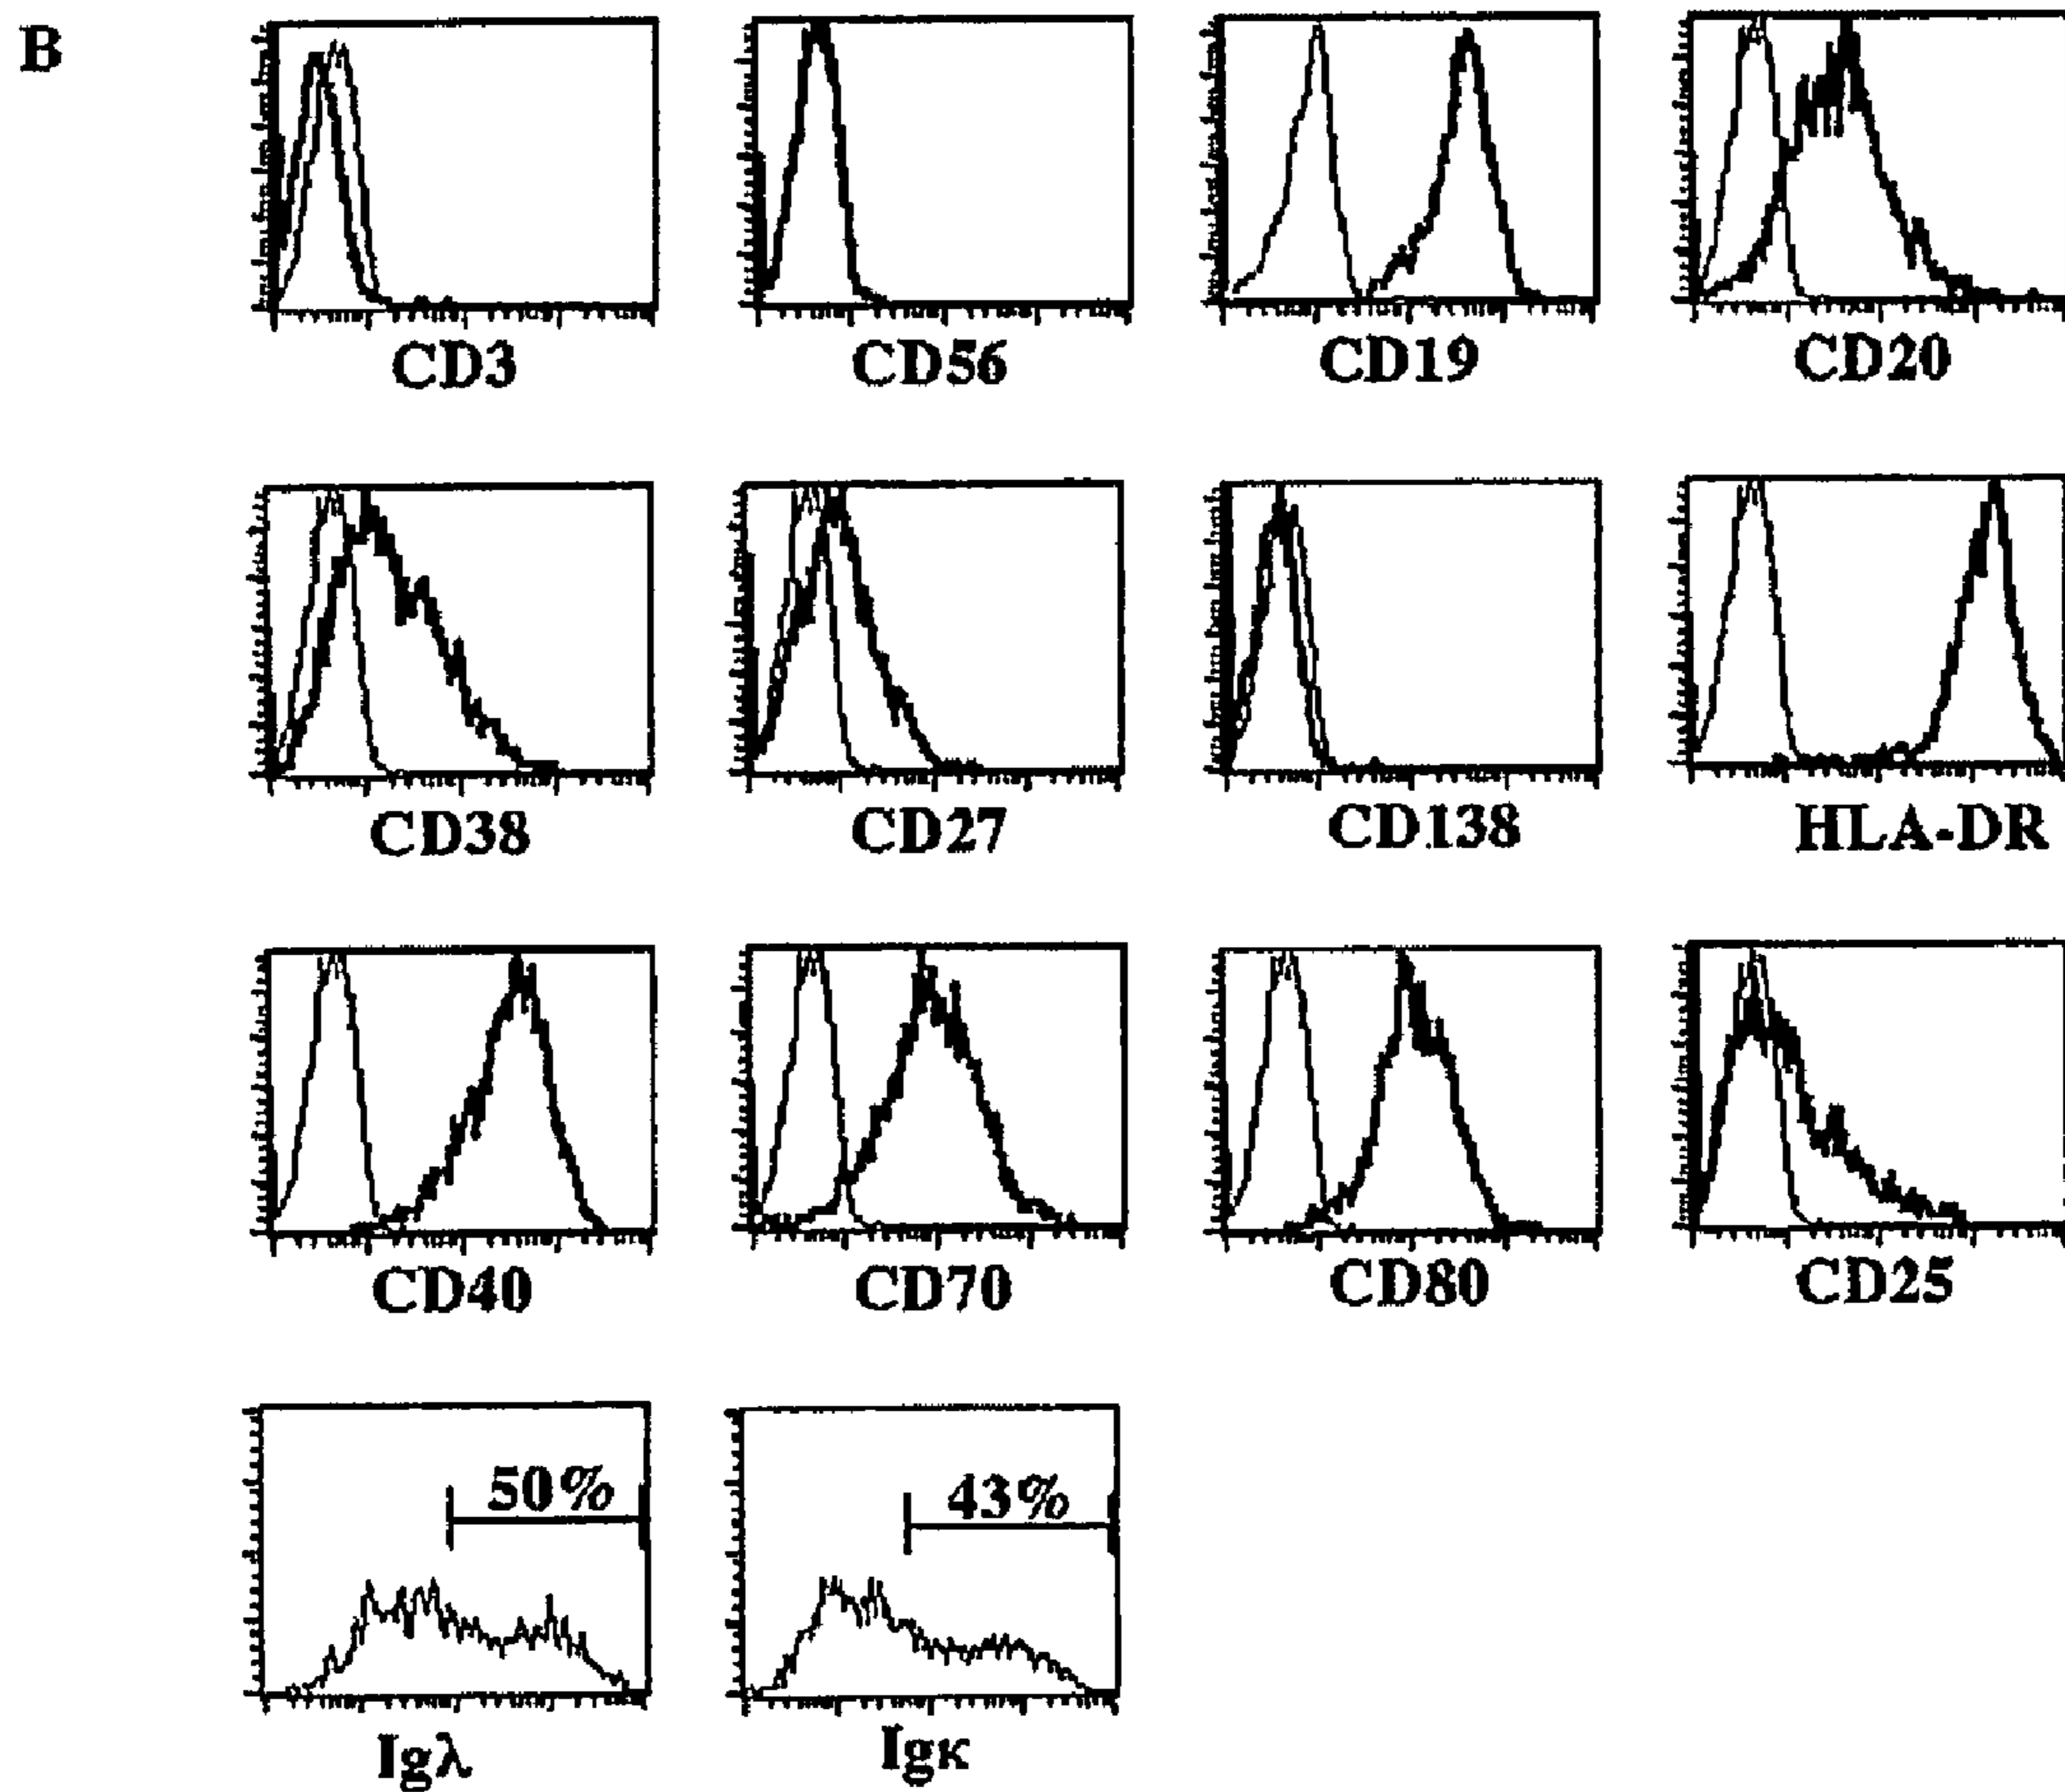 B
CD3 CD56 CD19 CD20
CD38 CD27 CD138 HLA-DR
CD40 CD70 CD80 CD25
50% 43%
Igλ Igκ